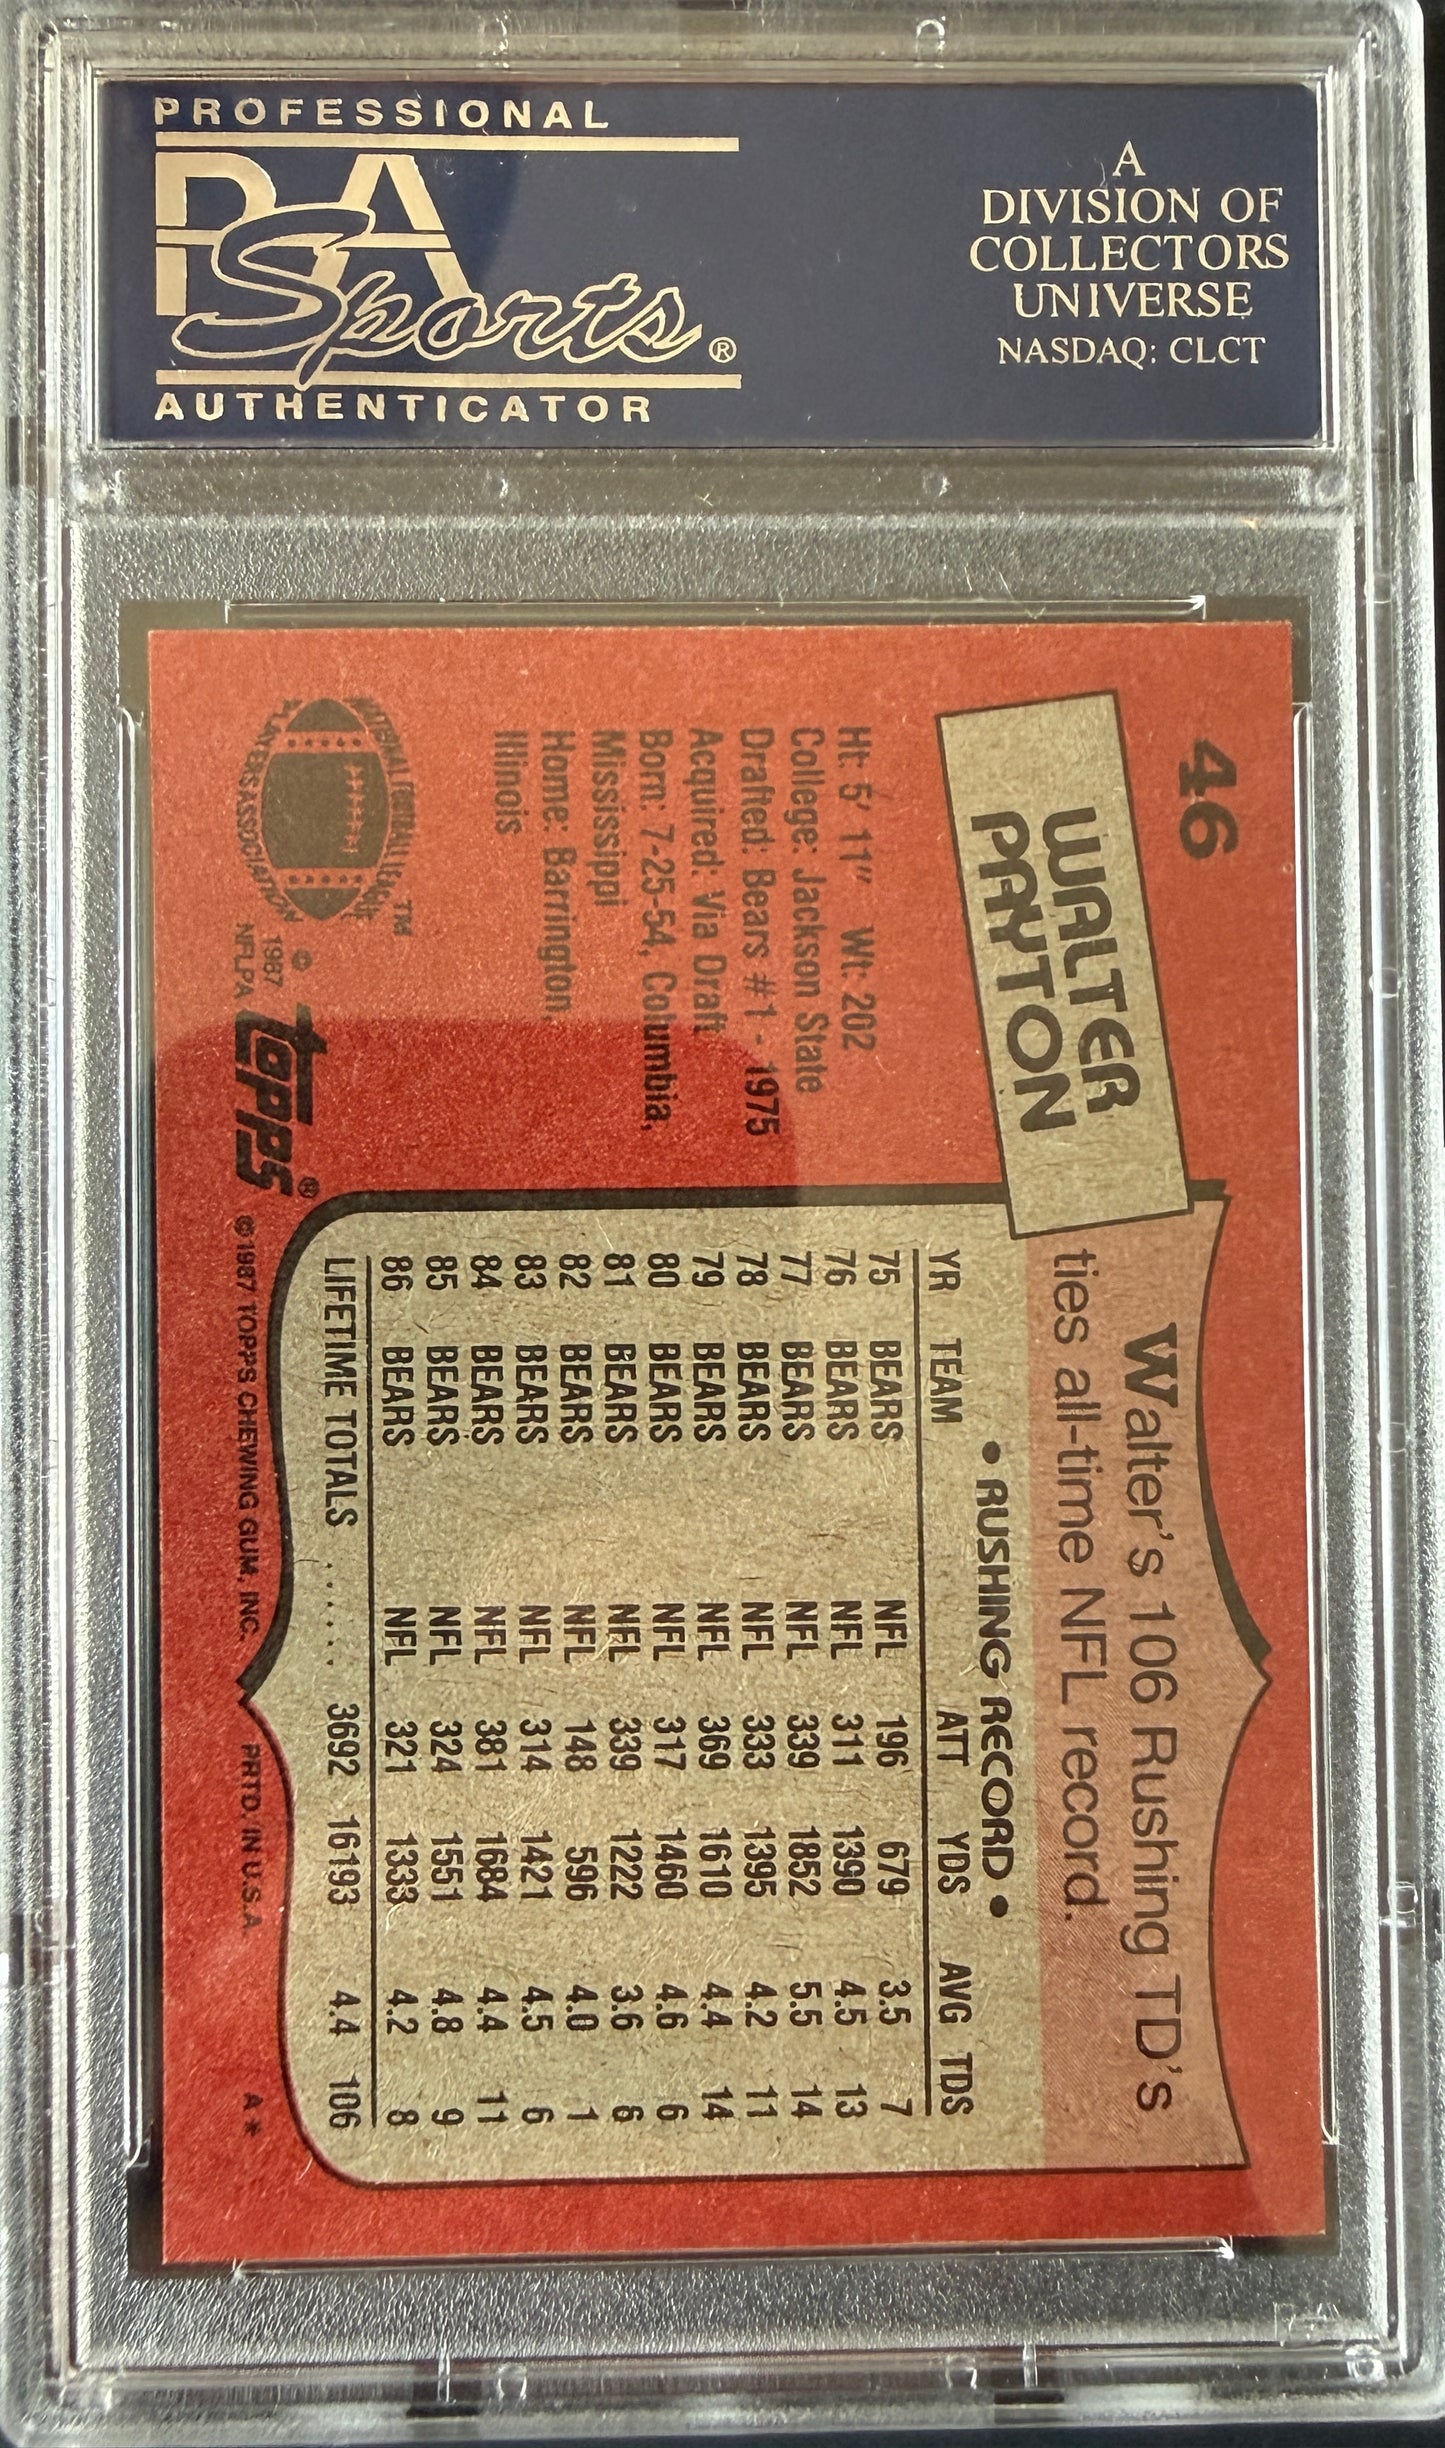 PROFESSIONAL
PSA
Sports®
AUTHENTICATOR
A
DIVISION OF
COLLECTORS
UNIVERSE
NASDAQ: CLCT
46
WALTER
PAYTON
Ht: 5' 11" Wt: 202
College: Jackson State
Drafted: Bears #1 - 1975
Acquired: Via Draft
Born: 7-25-54, Columbia,
Mississippi
Home: Barrington,
Illinois
NATIONAL FOOTBALL LEAGUE
PLAYERS ASSOCIATION
TM
©
1987
NFLPA
topps®
Walter's 106 Rushing TD's
ties all-time NFL record.
• RUSHING RECORD •
YR TEAM ATT YDS AVG TDS
75 BEARS NFL 196 679 3.5 7
76 BEARS NFL 311 1390 4.5 13
77 BEARS NFL 339 1852 5.5 14
78 BEARS NFL 333 1395 4.2 11
79 BEARS NFL 369 1610 4.4 14
80 BEARS NFL 317 1460 4.6 6
81 BEARS NFL 339 1222 3.6 6
82 BEARS NFL 148 596 4.0 1
83 BEARS NFL 314 1421 4.5 6
84 BEARS NFL 381 1684 4.4 11
85 BEARS NFL 324 1551 4.8 9
86 BEARS NFL 321 1333 4.2 8
LIFETIME TOTALS ...... 3692 16193 4.4 106
©1987 TOPPS CHEWING GUM, INC. PRTD. IN U.S.A. A*